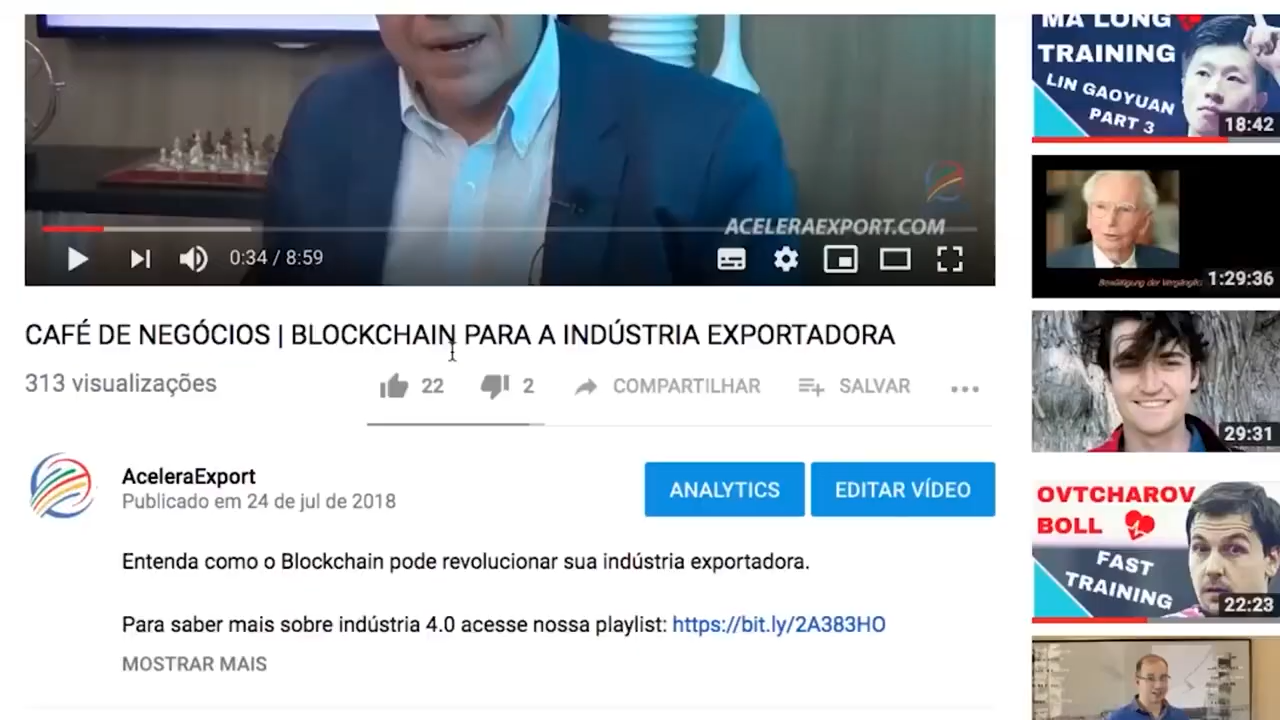 ACELERAEXPORT.COM
0:34 / 8:59
CAFÉ DE NEGÓCIOS | BLOCKCHAIN PARA A INDÚSTRIA EXPORTADORA
313 visualizações
22
2
COMPARTILHAR
SALVAR
AceleraExport
Publicado em 24 de jul de 2018
ANALYTICS
EDITAR VÍDEO
Entenda como o Blockchain pode revolucionar sua indústria exportadora.
Para saber mais sobre indústria 4.0 acesse nossa playlist: https://bit.ly/2A383HO
MOSTRAR MAIS
MA LONG
TRAINING
LIN GAOYUAN
PART 3
18:42
1:29:36
29:31
OVTCHAROV
BOLL
FAST
TRAINING
22:23